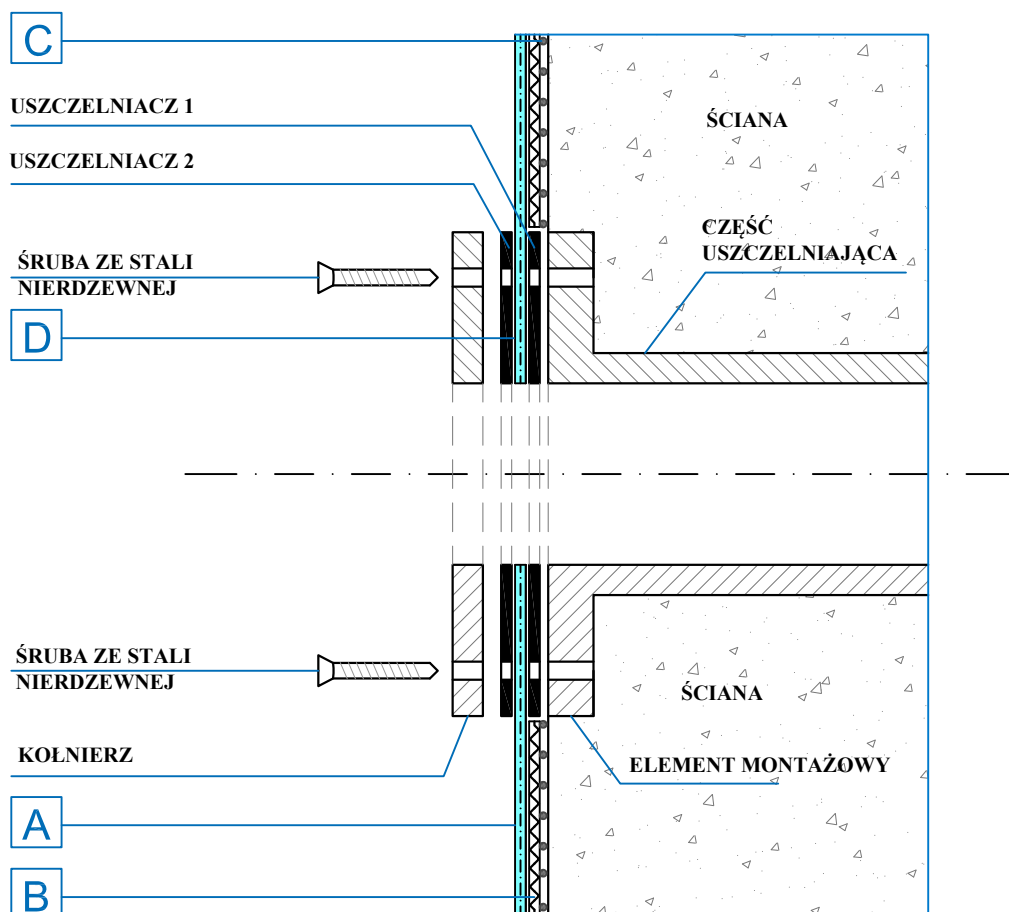 C
USZCZELNIACZ 1
ŚCIANA
USZCZELNIACZ 2
CZĘŚĆ
USZCZELNIAJĄCA
ŚRUBA ZE STALI
NIERDZEWNEJ
D
ŚRUBA ZE STALI
NIERDZEWNEJ
ŚCIANA
KOŁNIERZ
ELEMENT MONTAŻOWY
A
B